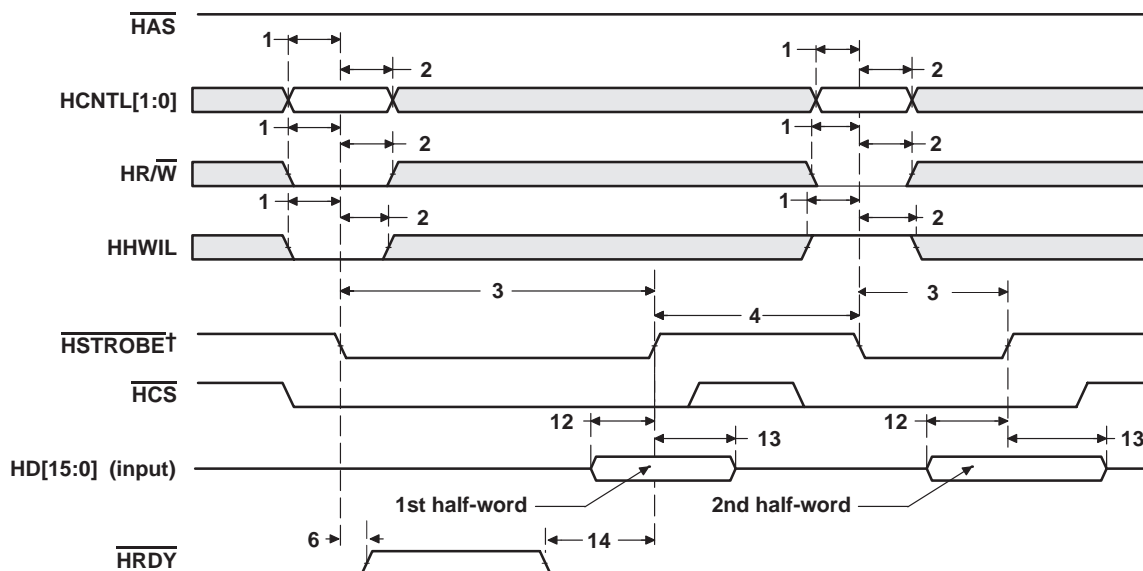 HAS
1
1
2
2
HCNTL[1:0]
1
1
2
2
HR/W
1
1
2
2
HHWIL
3
3
4
HSTROBE†
HCS
12
12
13
13
HD[15:0] (input)
1st half-word
2nd half-word
6
14
HRDY